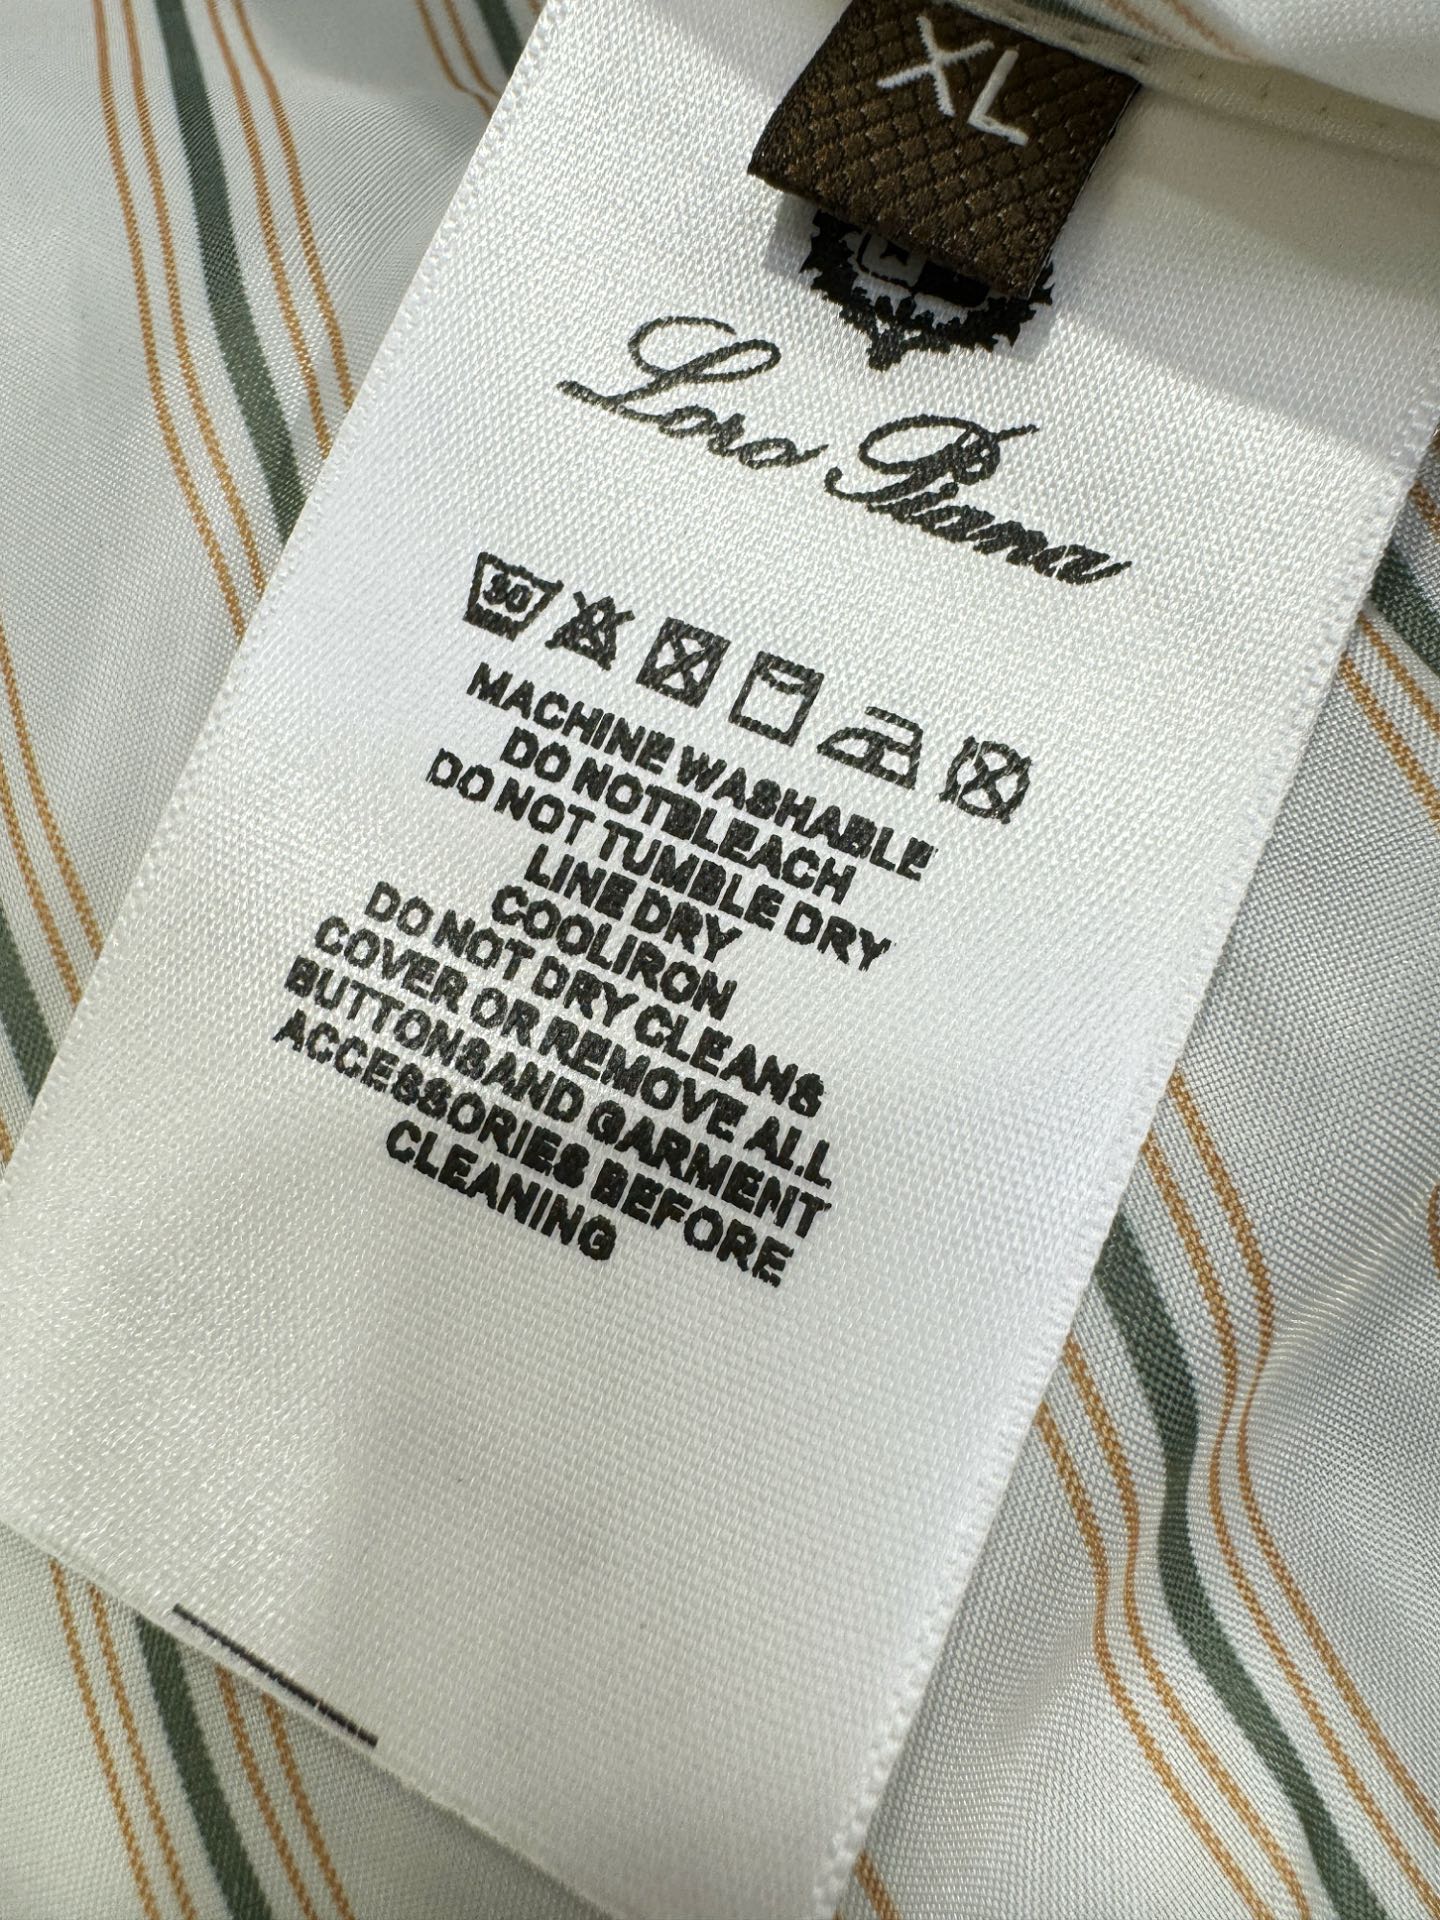 XL
Loro Piana
30
MACHINE WASHABLE
DO NOTBLEACH
DO NOT TUMBLE DRY
LINE DRY
COOLIRON
DO NOT DRY CLEANS
COVER OR REMOVE ALL
BUTTONSAND GARMENT
ACCESSORIES BEFORE
CLEANING